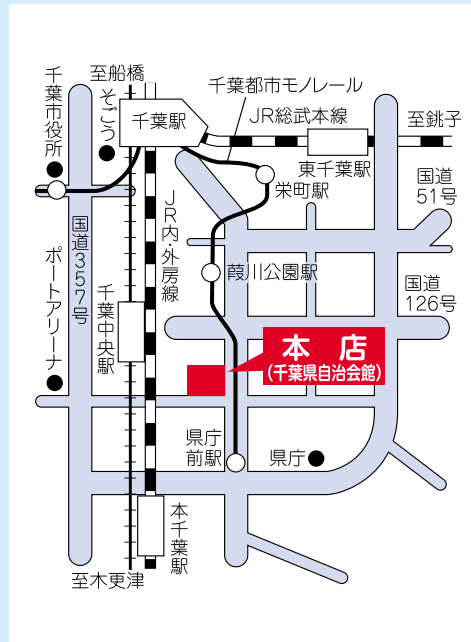 至船橋
千葉市役所
そごう
千葉駅
千葉都市モノレール
JR総武本線
至銚子
東千葉駅
栄町駅
国道
51号
JR内・外房線
国道357号
葭川公園駅
ポートアリーナ
千葉中央駅
国道
126号
本店
(千葉県自治会館)
県庁
前駅
県庁
本千葉駅
至木更津